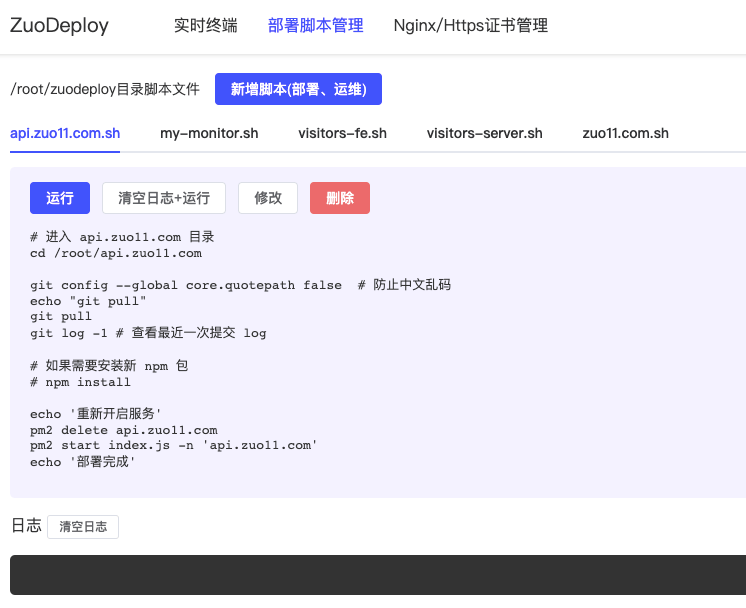 ZuoDeploy 实时终端 部署脚本管理 Nginx/Https证书管理
/root/zuodeploy目录脚本文件 新增脚本(部署、运维)
api.zuo11.com.sh my-monitor.sh visitors-fe.sh visitors-server.sh zuo11.com.sh
运行 清空日志+运行 修改 删除
# 进入 api.zuo11.com 目录
cd /root/api.zuo11.com
git config --global core.quotepath false  # 防止中文乱码
echo "git pull"
git pull
git log -1 # 查看最近一次提交 log
# 如果需要安装新 npm 包
# npm install
echo '重新开启服务'
pm2 delete api.zuo11.com
pm2 start index.js -n 'api.zuo11.com'
echo '部署完成'
日志 清空日志